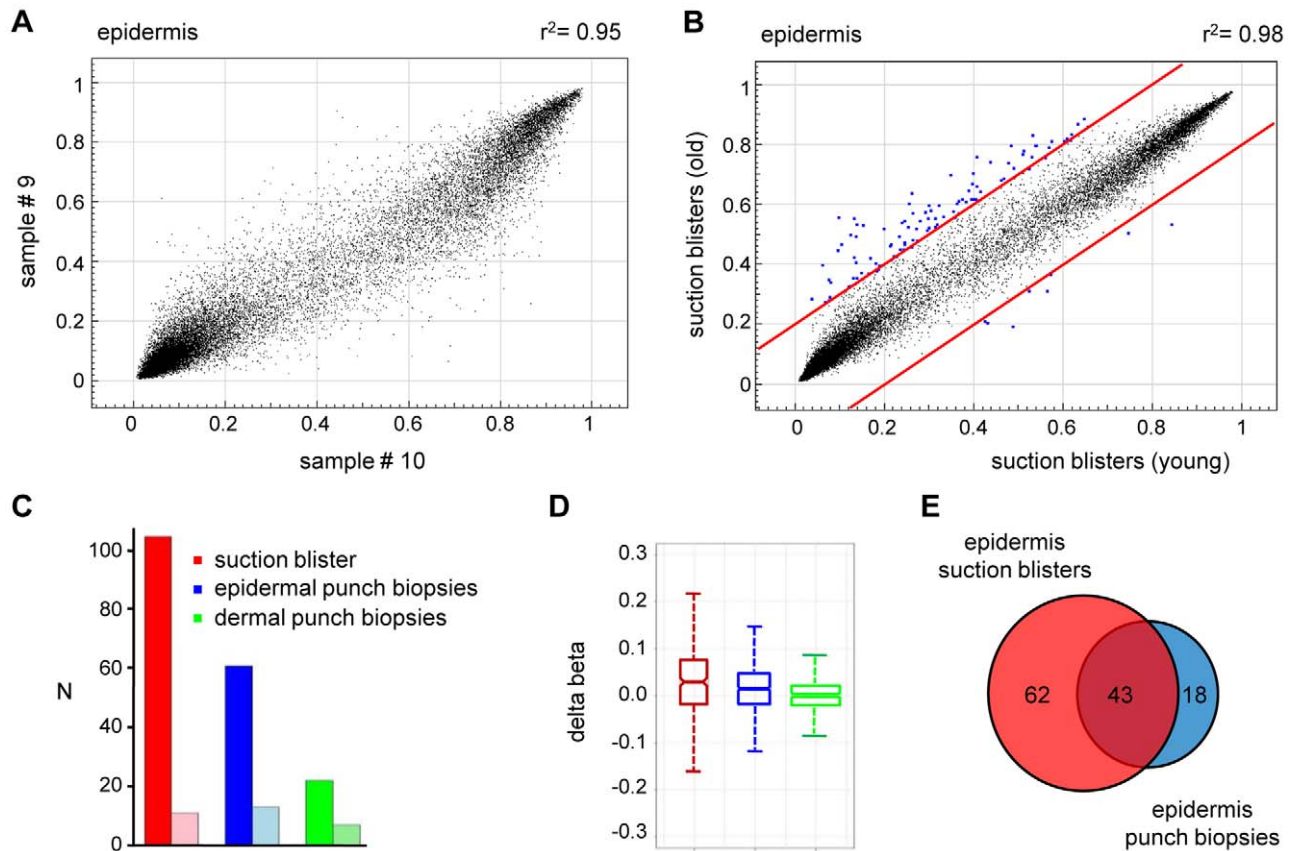 A
epidermis
r²= 0.95
1
0.8
0.6
0.4
0.2
0
sample # 9
0 0.2 0.4 0.6 0.8 1
sample # 10
B
epidermis
r²= 0.98
1
0.8
0.6
0.4
0.2
0
suction blisters (old)
0 0.2 0.4 0.6 0.8 1
suction blisters (young)
C
N
100
80
60
40
20
0
suction blister
epidermal punch biopsies
dermal punch biopsies
D
delta beta
0.3
0.2
0.1
0.0
-0.1
-0.2
-0.3
E
epidermis
suction blisters
62 43 18
epidermis
punch biopsies